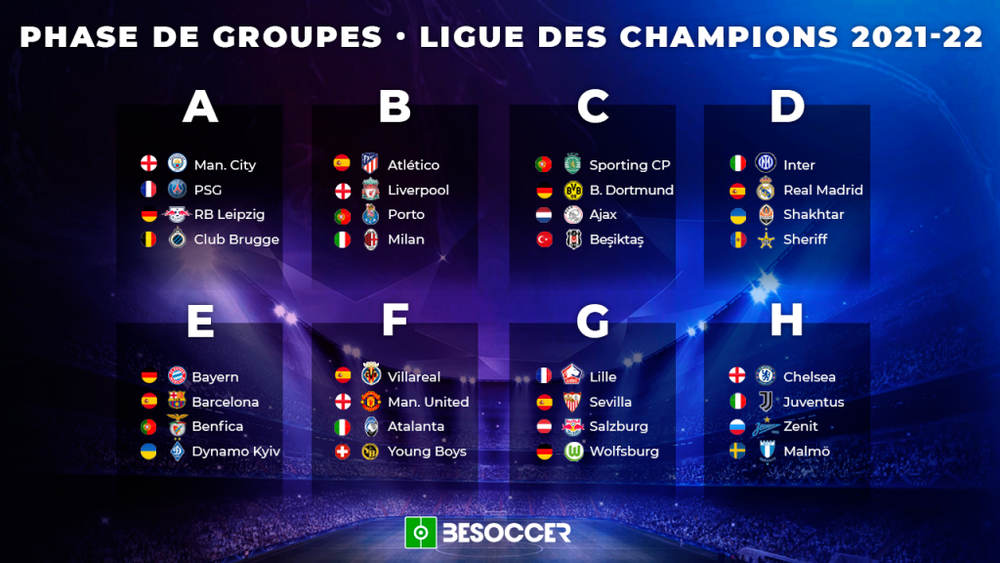 PHASE DE GROUPES • LIGUE DES CHAMPIONS 2021-22
A
Man. City
PSG
RB Leipzig
Club Brugge
B
Atlético
Liverpool
Porto
Milan
C
Sporting CP
B. Dortmund
Ajax
Beşiktaş
D
Inter
Real Madrid
Shakhtar
Sheriff
E
Bayern
Barcelona
Benfica
Dynamo Kyiv
F
Villareal
Man. United
Atalanta
Young Boys
G
Lille
Sevilla
Salzburg
Wolfsburg
H
Chelsea
Juventus
Zenit
Malmö
BESOCCER